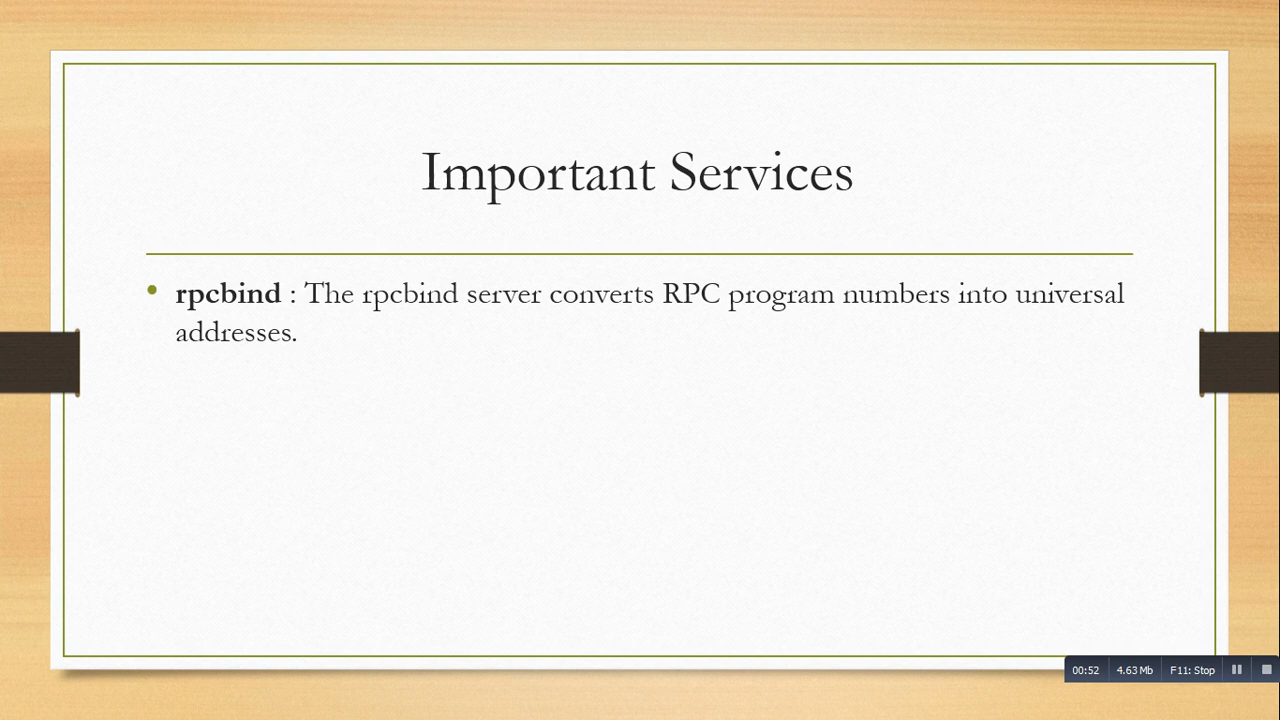 Important Services
• rpcbind : The rpcbind server converts RPC program numbers into universal
addresses.
00:52 4.63 Mb F11: Stop